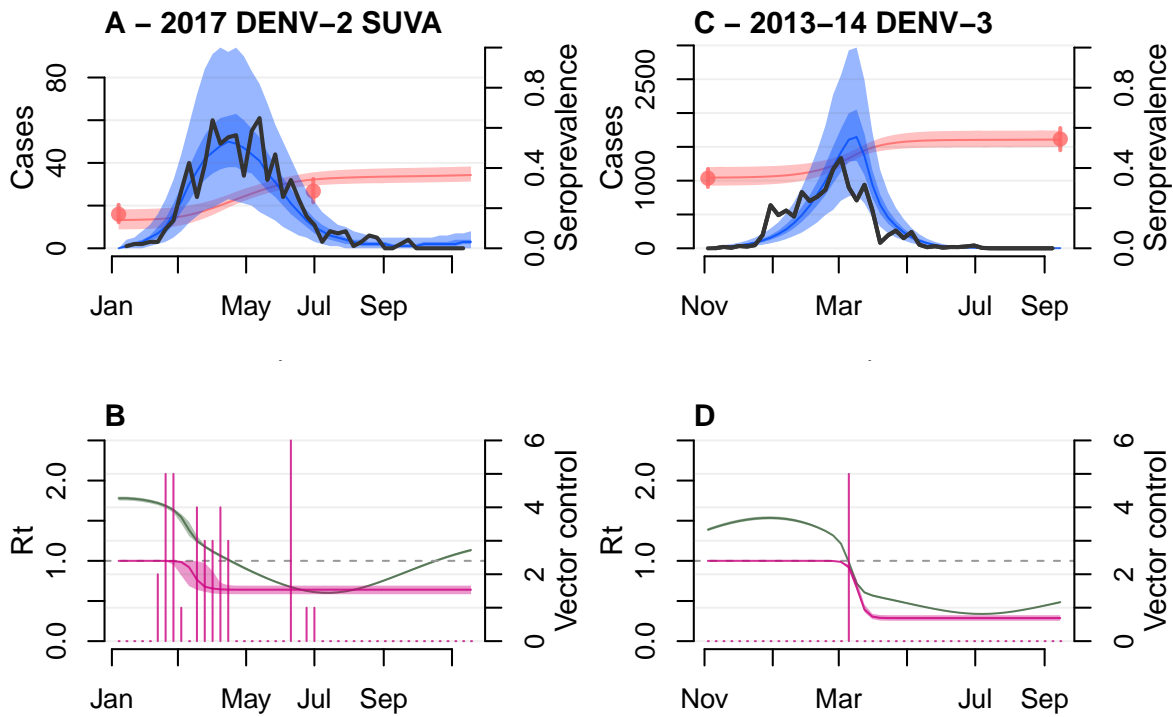 A − 2017 DENV−2 SUVA
Cases
0 40 80
Seroprevalence
0.0 0.4 0.8
Jan May Jul Sep
C − 2013−14 DENV−3
Cases
0 1000 2500
Seroprevalence
0.0 0.4 0.8
Nov Mar Jul Sep
B
Rt
0.0 1.0 2.0
Vector control
0 2 4 6
Jan May Jul Sep
D
Rt
0.0 1.0 2.0
Vector control
0 2 4 6
Nov Mar Jul Sep